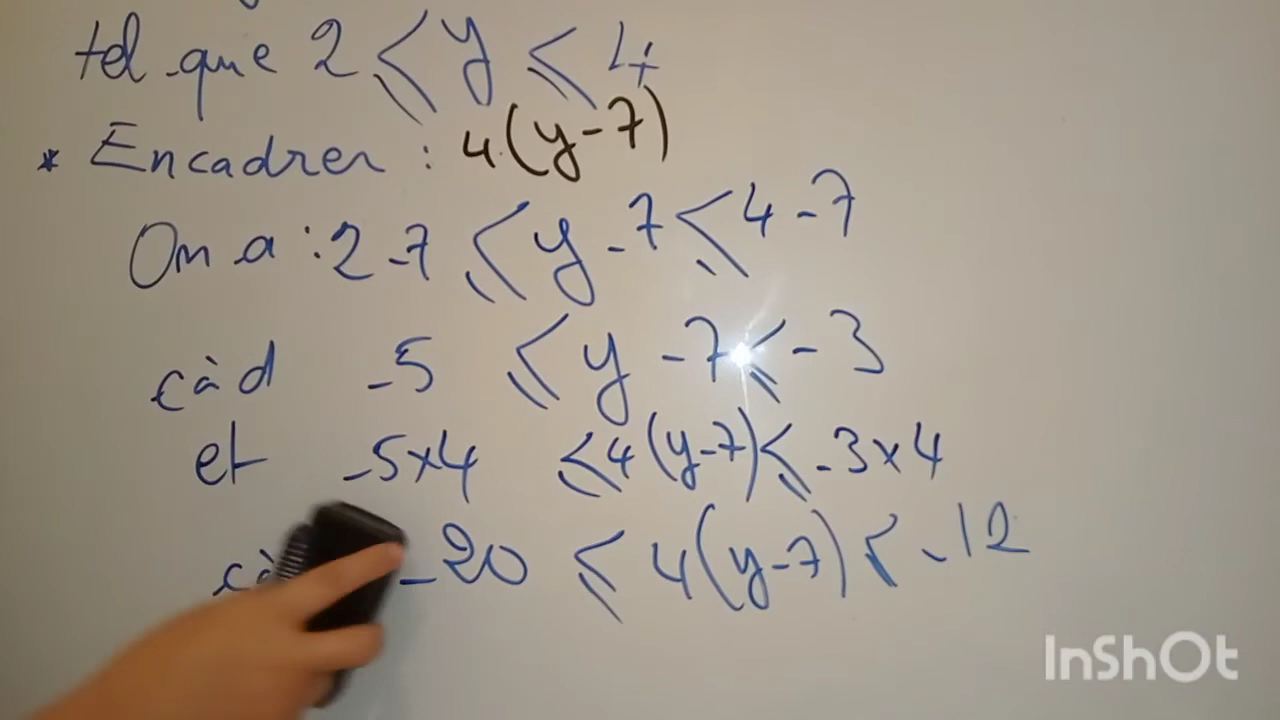 tel que 2 ≤ y ≤ 4
* Encadrer : 4(y-7)
On a : 2-7 ≤ y-7 ≤ 4-7
càd -5 ≤ y-7 ≤ -3
et -5×4 ≤ 4(y-7) ≤ -3×4
cà -20 ≤ 4(y-7) ≤ -12
InShOt